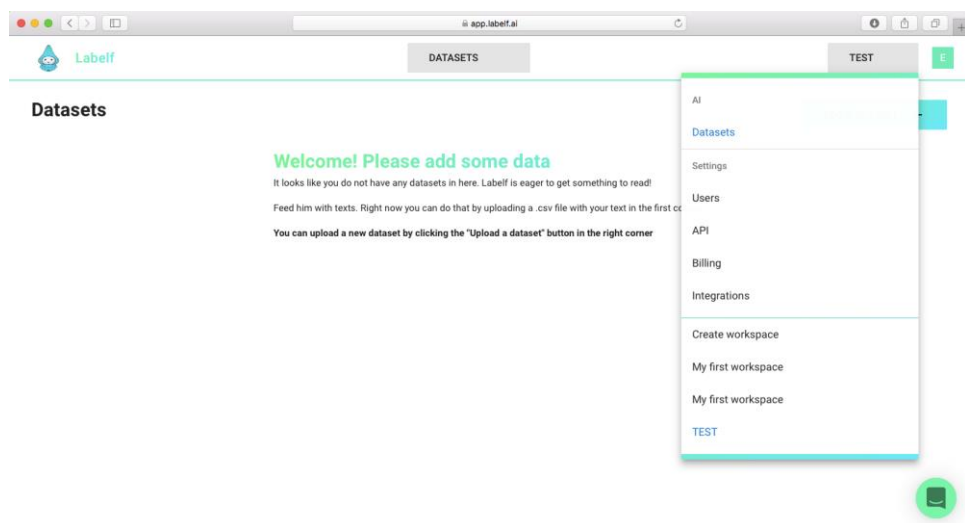 app.labelf.ai
Labelf
DATASETS
TEST
E
Datasets
Welcome! Please add some data
It looks like you do not have any datasets in here. Labelf is eager to get something to read!
Feed him with texts. Right now you can do that by uploading a .csv file with your text in the first
You can upload a new dataset by clicking the "Upload a dataset" button in the right corner
AI
Datasets
Settings
Users
API
Billing
Integrations
Create workspace
My first workspace
My first workspace
TEST